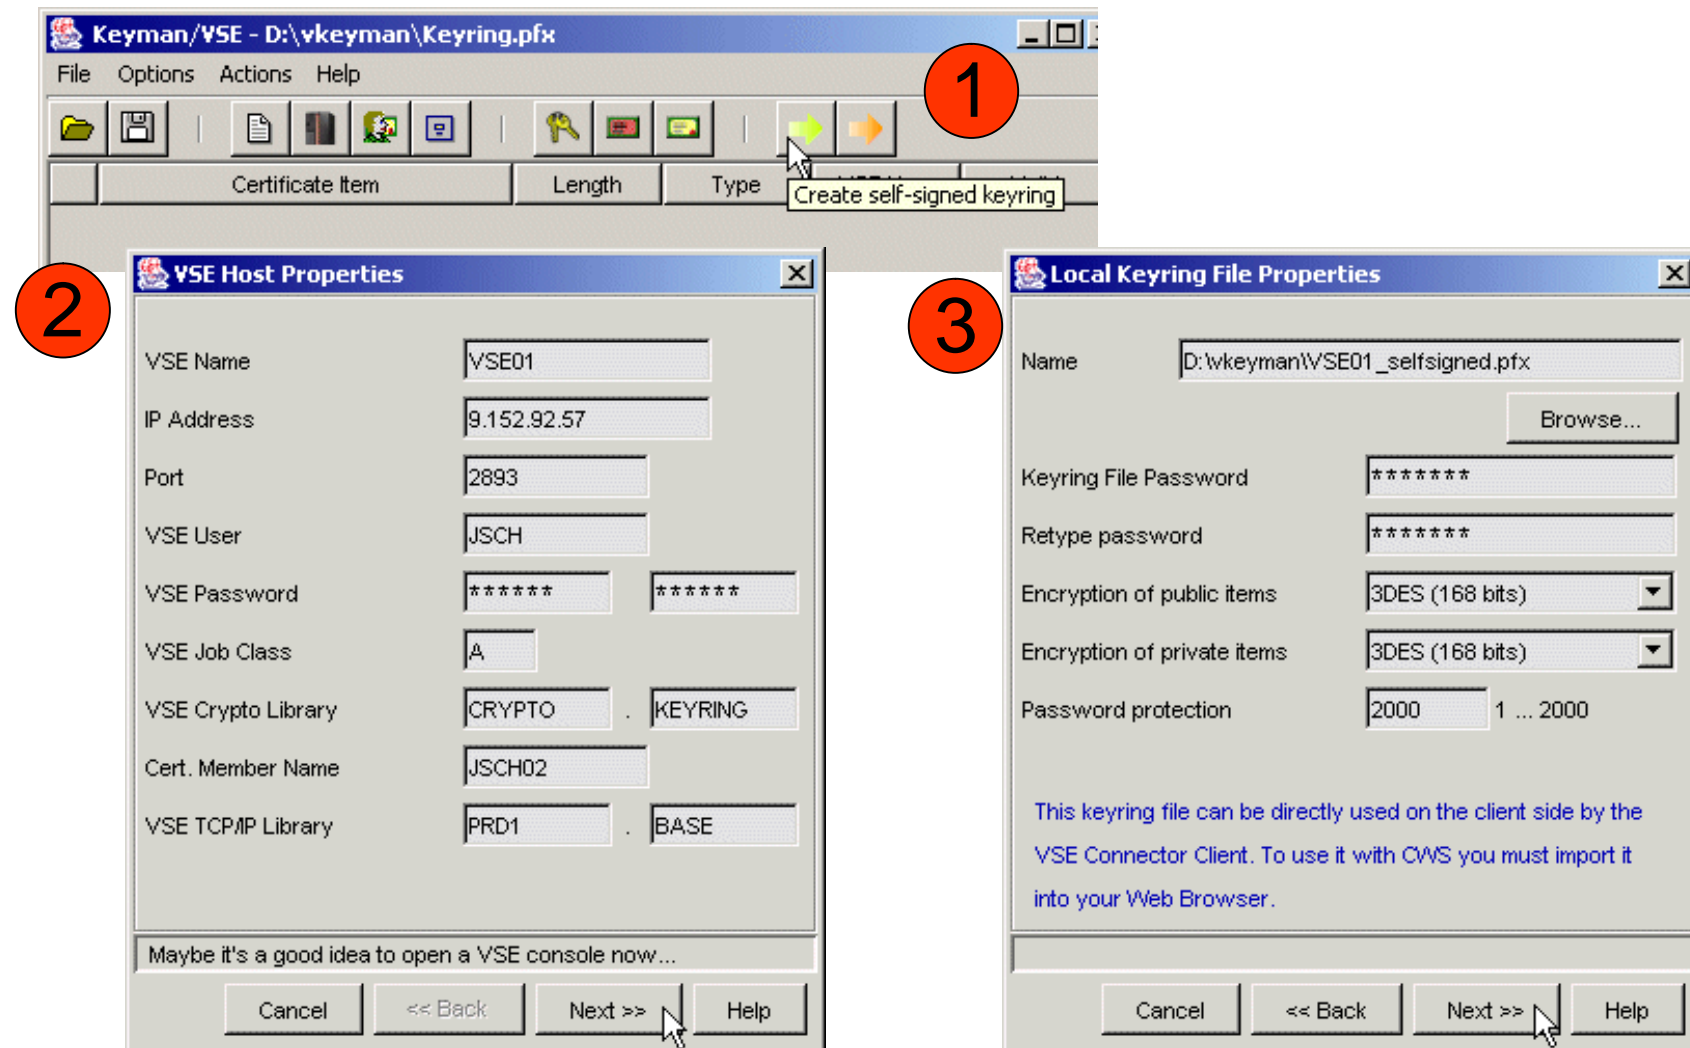 Keyman/VSE - D:\vkeyman\Keyring.pfx
File Options Actions Help
1
Certificate Item Length Type
Create self-signed keyring
2
VSE Host Properties
VSE Name VSE01
IP Address 9.152.92.57
Port 2893
VSE User JSCH
VSE Password ****** ******
VSE Job Class A
VSE Crypto Library CRYPTO . KEYRING
Cert. Member Name JSCH02
VSE TCP/IP Library PRD1 . BASE
Maybe it's a good idea to open a VSE console now...
Cancel << Back Next >> Help
3
Local Keyring File Properties
Name D:\vkeyman\VSE01_selfsigned.pfx
Browse...
Keyring File Password *******
Retype password *******
Encryption of public items 3DES (168 bits)
Encryption of private items 3DES (168 bits)
Password protection 2000 1 ... 2000
This keyring file can be directly used on the client side by the
VSE Connector Client. To use it with CWS you must import it
into your Web Browser.
Cancel << Back Next >> Help